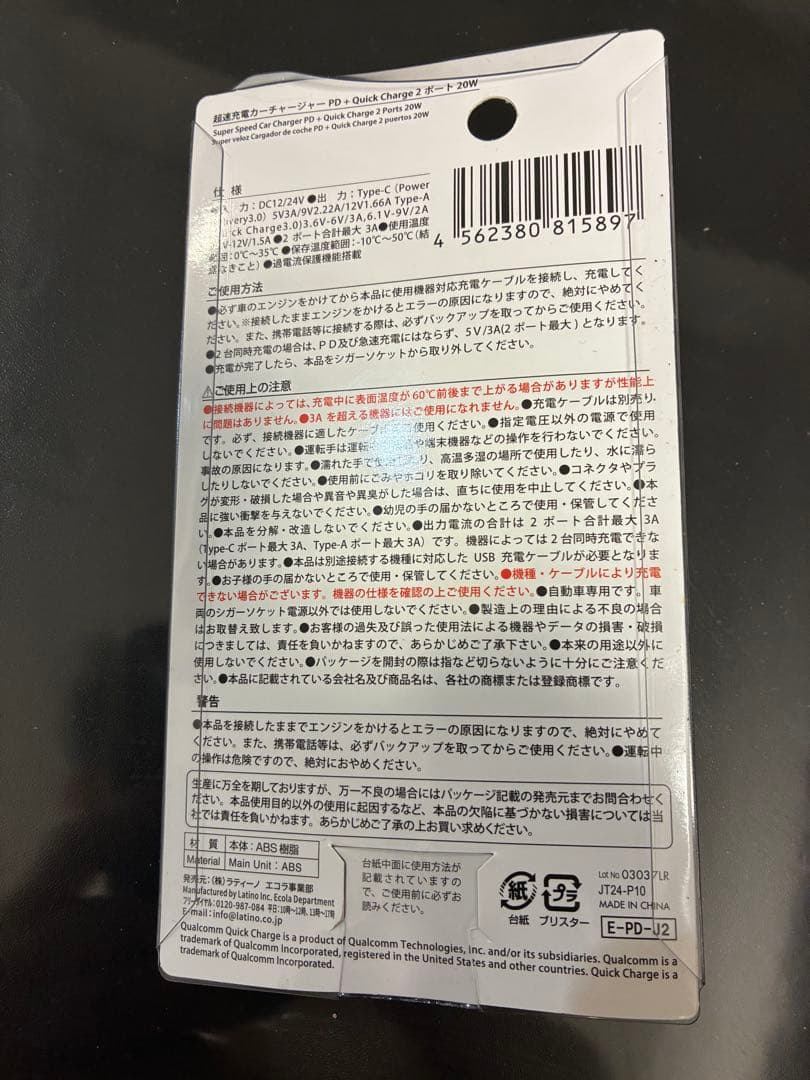 超速充電カーチャージャー PD + Quick Charge 2 ポート 20W
Super Speed Car Charger PD + Quick Charge 2 Ports 20W
Super veloz Cargador de coche PD + Quick Charge 2 puertos 20W
仕 様
力：DC12/24V ●出 力：Type-C（Power
ivery3.0）5V3A/9V2.22A/12V1.66A Type-A
ick Charge3.0)3.6V-6V/3A,6.1V-9V/2A
V-12V/1.5A ●2 ポート合計最大 3A●使用温度
：0℃〜35℃ ●保存温度範囲：-10℃〜50℃（結
なきこと）●過電流保護機能搭載
4 562380 815897
ご使用方法
●必ず車のエンジンをかけてから本品に使用機器対応充電ケーブルを接続し、充電してく
ださい。※接続したままエンジンをかけるとエラーの原因になりますので、絶対にやめてく
ださい。また、携帯電話等に接続する際は、必ずバックアップを取ってからご使用ください。
●2 台同時充電の場合は、PD及び急速充電にはならず、5V/3A(2 ポート最大) となります。
●充電が完了したら、本品をシガーソケットから取り外してください。
⚠ご使用上の注意
●接続機器によっては、充電中に表面温度が 60℃前後まで上がる場合がありますが性能上
に問題はありません。●3A を超える機器にはご使用になれません。●充電ケーブルは別売り
です。必ず、接続機器に適したケーブ 使用ください。●指定電圧以外の電源で使用
しないでください。●運転手は運転 品や端末機器などの操作を行わないでください。
事故の原因になります。●濡れた手で使 り、高温多湿の場所で使用したり、水に濡ら
したりしないでください。●使用前にごみやホコリを取り除いてください。●コネクタやプラ
グが変形・破損した場合や異音や異臭がした場合は、直ちに使用を中止してください。●本
品に強い衝撃を与えないでください。●幼児の手の届かないところで使用・保管してくださ
い。●本品を分解・改造しないでください。●出力電流の合計は 2 ポート合計最大 3A
(Type-C ポート最大 3A、Type-A ポート最大 3A）です。機器によっては 2 台同時充電できな
い場合があります。●本品は別途接続する機種に対応した USB 充電ケーブルが必要となりま
す。●お子様の手の届かないところで使用・保管してください。●機種・ケーブルにより充電
できない場合がございます。機器の仕様を確認の上ご使用ください。●自動車専用です。車
両のシガーソケット電源以外では使用しないでください。●製造上の理由による不良の場合
はお取替え致します。●お客様の過失及び誤った使用法による機器やデータの損害・破損
につきましては、責任を負いかねますので、あらかじめご了承下さい。●本来の用途以外に
使用しないでください。●パッケージを開封の際は指など切らないように十分にご注意くだ
さい。●本品に記載されている会社名及び商品名は、各社の商標または登録商標です。
警告
●本品を接続したままでエンジンをかけるとエラーの原因になりますので、絶対にやめて
ください。また、携帯電話等は、必ずバックアップを取ってからご使用ください。●運転中
の操作は危険ですので、絶対におやめください。
生産に万全を期しておりますが、万一不良の場合にはパッケージ記載の発売元までお問合わせく
ださい。本品使用目的以外の使用に起因するなど、本品の欠陥に基づかない損害については当
社では責任を負いかねます。あらかじめご了承の上お買い求めください。
材 質 本体：ABS 樹脂
Material Main Unit : ABS
発売元：(株) ラティーノ エコラ事業部
Manufactured by Latino Inc. Ecola Department
フリーダイヤル：0120-987-084 平日：10時〜12時、13時〜17時
E-mail : info@latino.co.jp
台紙中面に使用方法が
記載されていますの
で、ご使用前に必ずお
読みください。
紙
台紙
プラ
ブリスター
Lot No 03037LR
JT24-P10
MADE IN CHINA
E-PD-J2
Qualcomm Quick Charge is a product of Qualcomm Technologies, Inc. and/or its subsidiaries. Qualcomm is a
trademark of Qualcomm Incorporated, registered in the United States and other countries. Quick Charge is a
trademark of Qualcomm Incorporated.